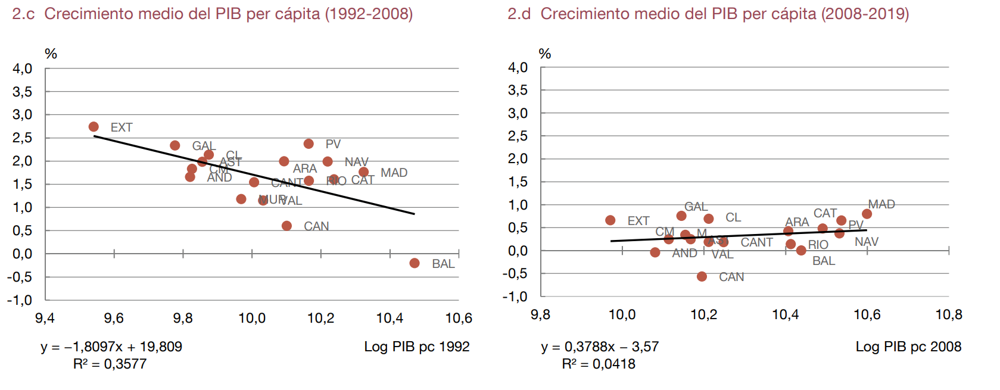 2.c Crecimiento medio del PIB per cápita (1992-2008)
%
4,0
3,5
3,0
2,5
2,0
1,5
1,0
0,5
0,0
-0,5
-1,0
EXT
GAL
CL
AST
CM
AND
PV
ARA
NAV
MAD
CANT
RIO
CAT
MUR
VAL
CAN
BAL
9,4 9,6 9,8 10,0 10,2 10,4 10,6
y = −1,8097x + 19,809
R² = 0,3577
Log PIB pc 1992
2.d Crecimiento medio del PIB per cápita (2008-2019)
%
4,0
3,5
3,0
2,5
2,0
1,5
1,0
0,5
0,0
-0,5
-1,0
EXT
GAL
CL
CM
M
AST
AND
VAL
CANT
CAN
ARA
CAT
MAD
PV
RIO
NAV
BAL
9,8 10,0 10,2 10,4 10,6 10,8
y = 0,3788x − 3,57
R² = 0,0418
Log PIB pc 2008